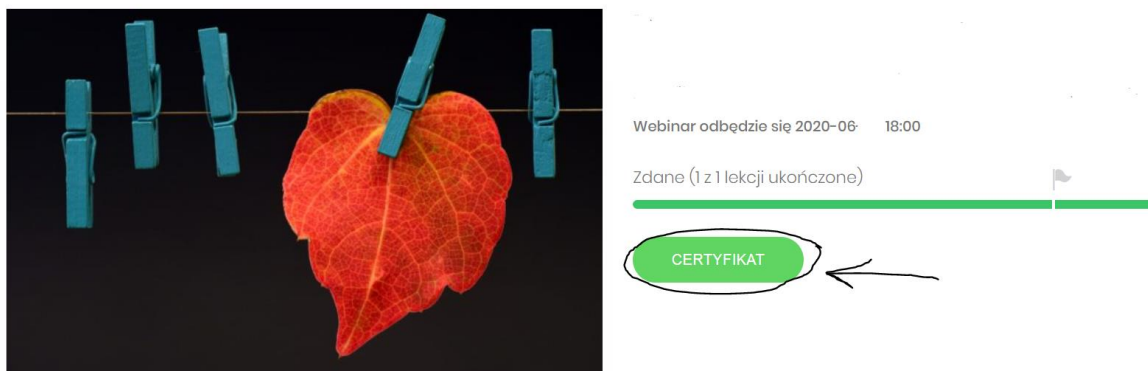 Webinar odbędzie się 2020-06- 18:00
Zdane (1 z 1 lekcji ukończone)
CERTYFIKAT